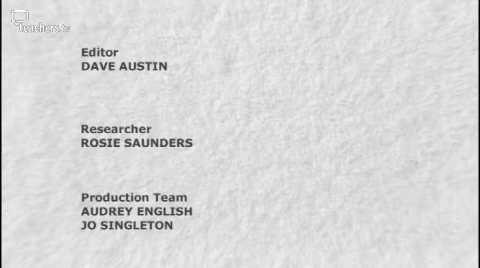 teachers.tv
Editor
DAVE AUSTIN
Researcher
ROSIE SAUNDERS
Production Team
AUDREY ENGLISH
JO SINGLETON